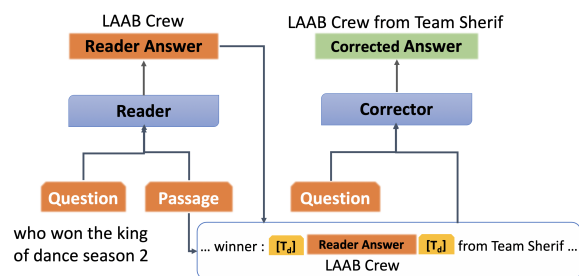 LAAB Crew
Reader Answer
Reader
Question
Passage
who won the king
of dance season 2
LAAB Crew from Team Sherif
Corrected Answer
Corrector
Question
... winner : [Td] Reader Answer [Td] from Team Sherif ...
LAAB Crew